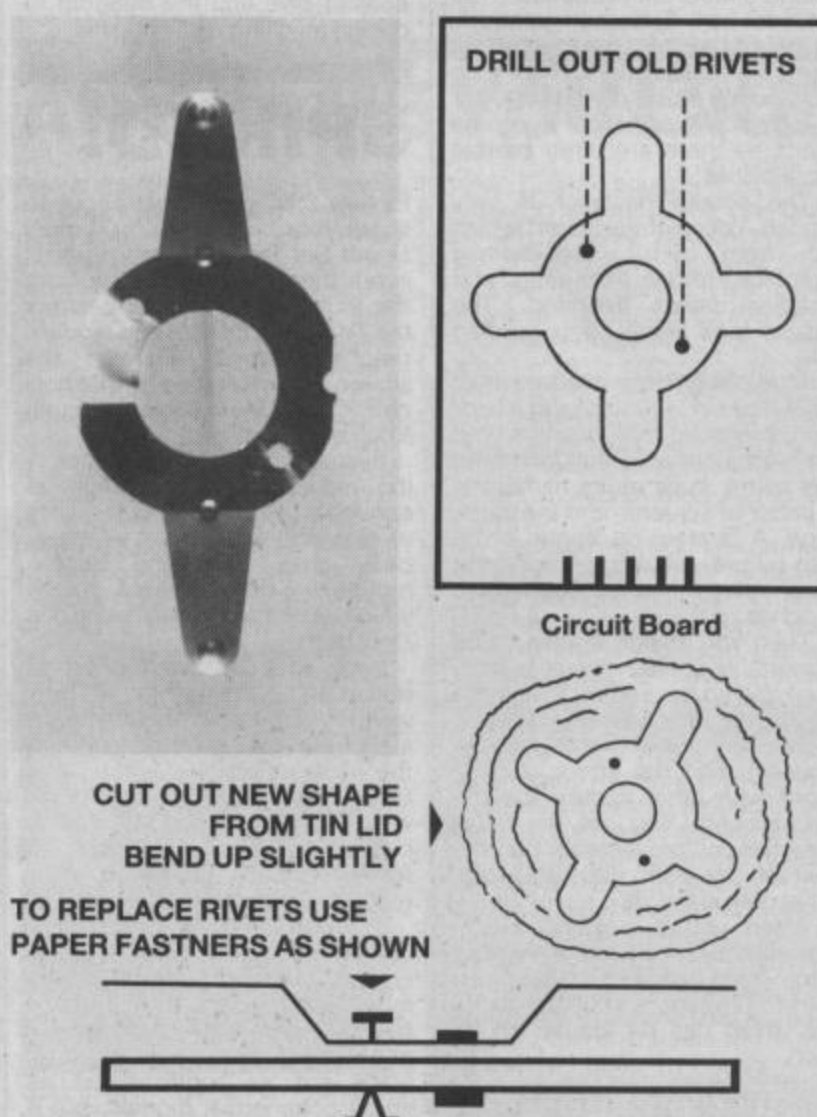 DRILL OUT OLD RIVETS
Circuit Board
CUT OUT NEW SHAPE
FROM TIN LID
BEND UP SLIGHTLY
TO REPLACE RIVETS USE
PAPER FASTNERS AS SHOWN